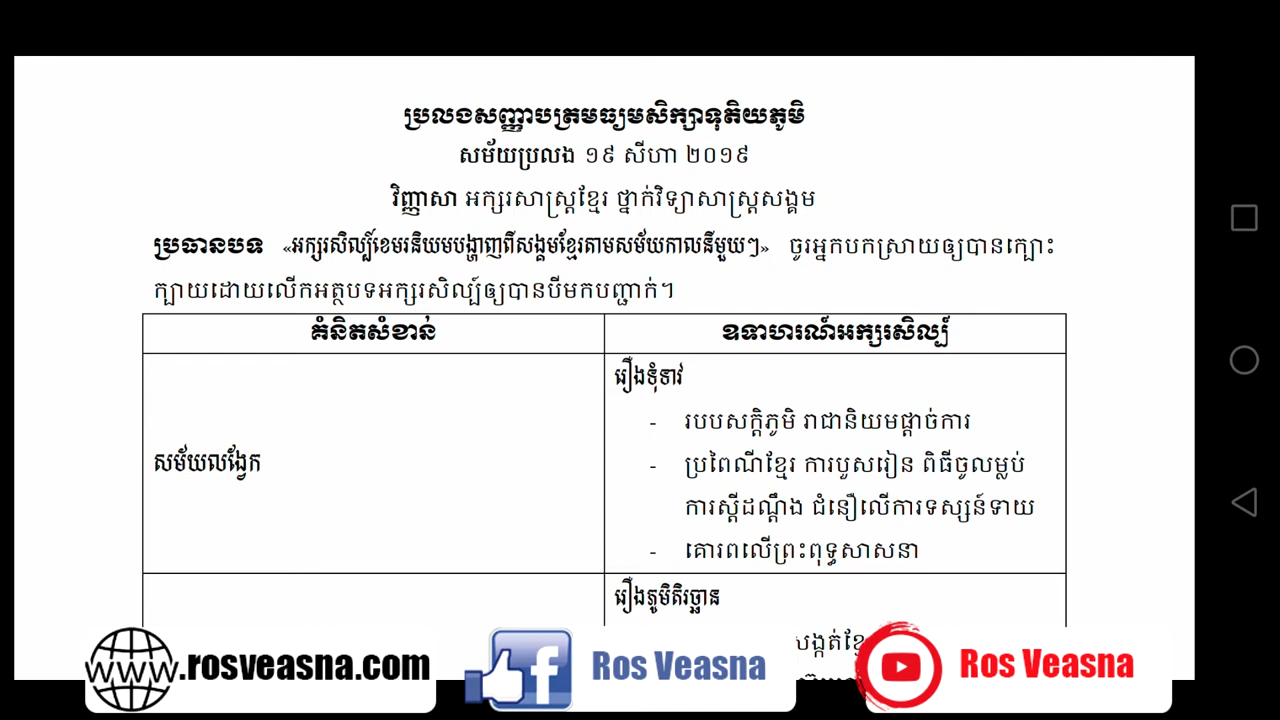 ប្រលងសញ្ញាបត្រមធ្យមសិក្សាទុតិយភូមិ
សម័យប្រលង ១៩ សីហា ២០១៩
វិញ្ញាសា អក្សរសាស្ត្រខ្មែរ ថ្នាក់វិទ្យាសាស្ត្រសង្គម
ប្រធានបទ «អក្សរសិល្ប៍ខេមរនិយមបង្ហាញពីសង្គមខ្មែរតាមសម័យកាលនីមួយៗ» ចូរអ្នកបកស្រាយឲ្យបានក្បោះ
ក្បាយដោយលើកអត្ថបទអក្សរសិល្ប៍ឲ្យបានបីមកបញ្ជាក់។
គំនិតសំខាន់
ឧទាហរណ៍អក្សរសិល្ប៍
សម័យលង្វែក
រឿងទុំទាវ
- របបសក្តិភូមិ រាជានិយមផ្តាច់ការ
- ប្រពៃណីខ្មែរ ការបួសរៀន ពិធីចូលម្លប់
ការស្តីដណ្តឹង ជំនឿលើការទស្សន៍ទាយ
- គោរពលើព្រះពុទ្ធសាសនា
រឿងភូមិតិរច្ឆាន
www.rosveasna.com
Ros Veasna
Ros Veasna